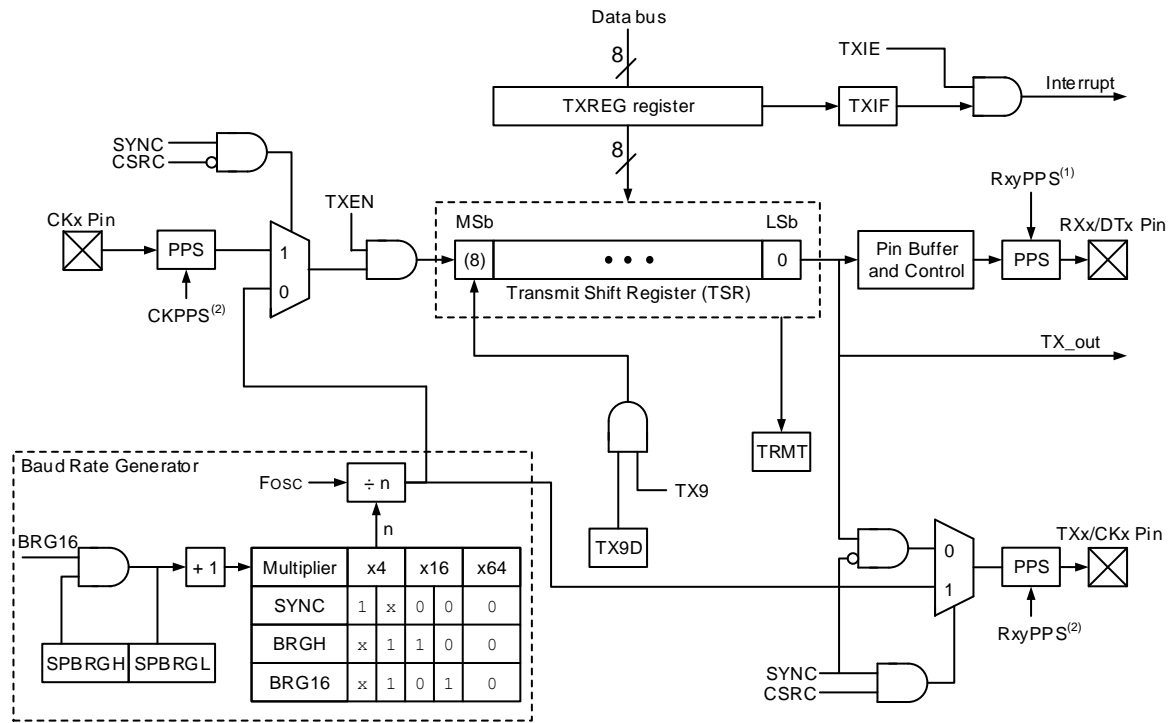 Data bus
8
TXIE
Interrupt
TXREG register
TXIF
SYNC
CSRC
8
RxyPPS(1)
TXEN
CKx Pin
MSb
LSb
RXx/DTx Pin
PPS
1
(8)
• • •
0
Pin Buffer
and Control
PPS
0
Transmit Shift Register (TSR)
CKPPS(2)
TX_out
TRMT
Baud Rate Generator
Fosc
÷ n
TX9
n
TX9D
BRG16
TXx/CKx Pin
+ 1
Multiplier x4 x16 x64
0
PPS
SYNC 1 x 0 0 0
1
BRGH x 1 1 0 0
RxyPPS(2)
SPBRGH SPBRGL
BRG16 x 1 0 1 0
SYNC
CSRC